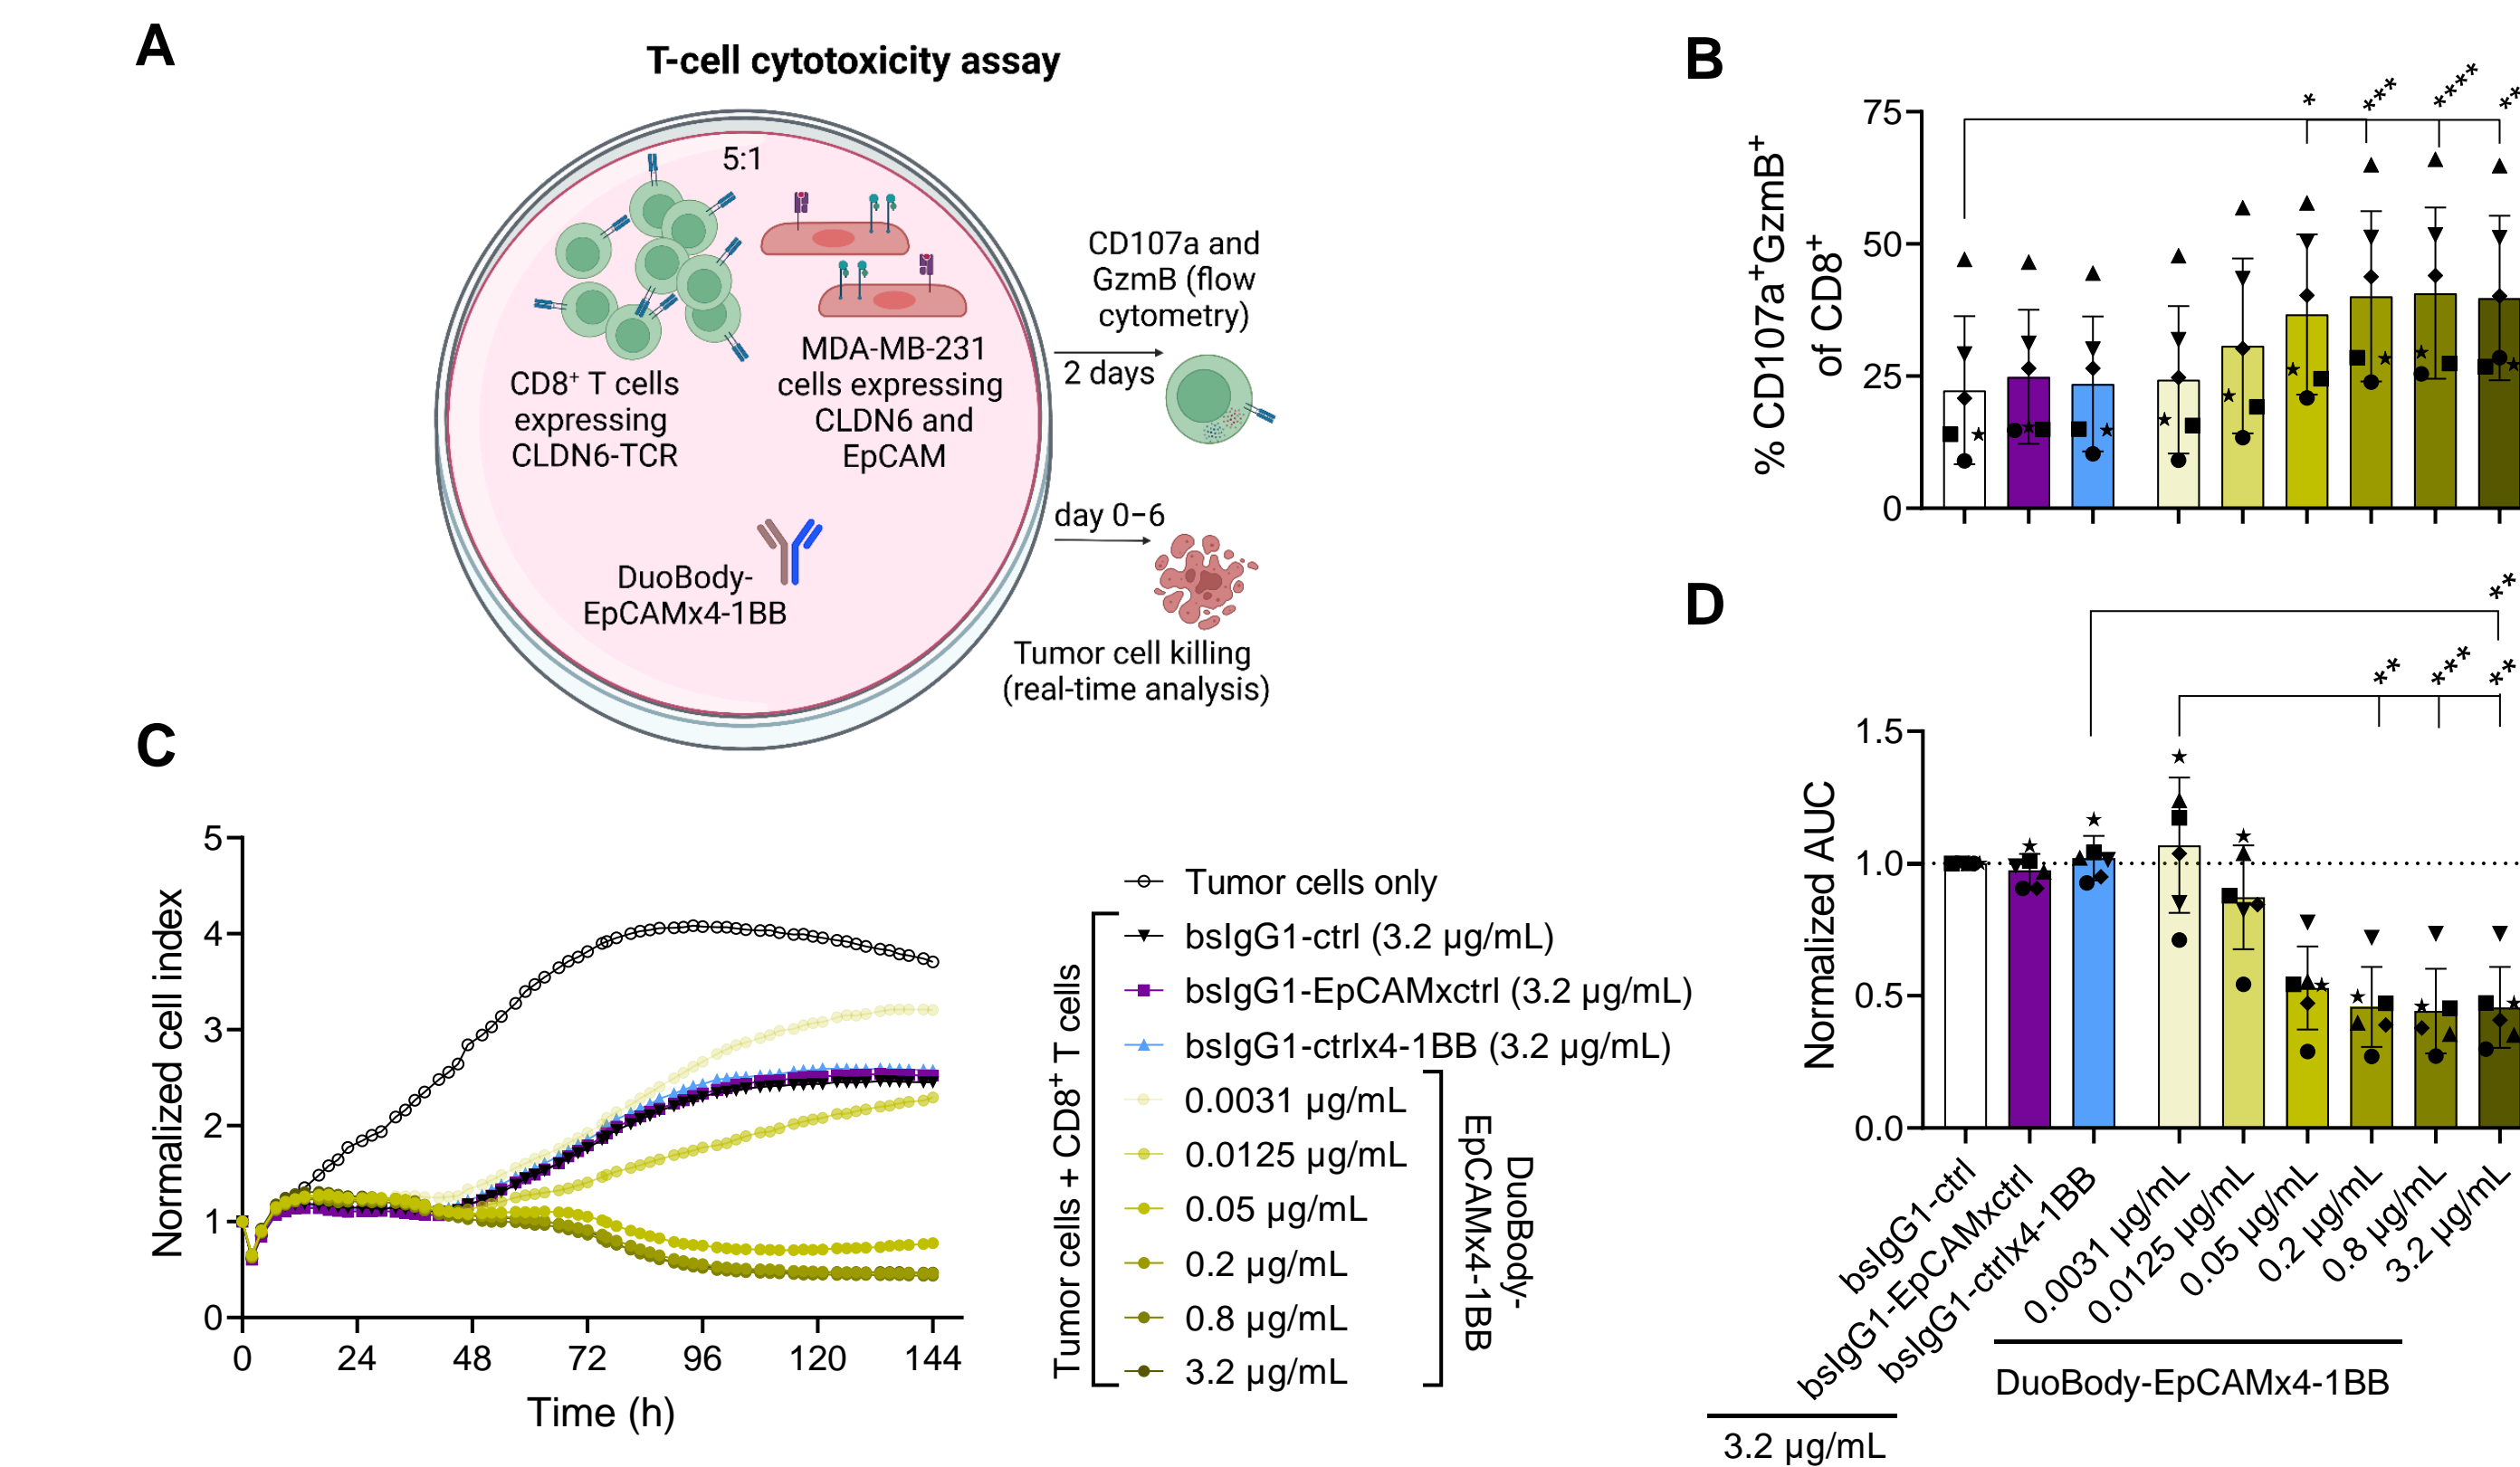 A
T-cell cytotoxicity assay
5:1
CD8⁺ T cells
expressing
CLDN6-TCR
MDA-MB-231
cells expressing
CLDN6 and
EpCAM
DuoBody-
EpCAMx4-1BB
CD107a and
GzmB (flow
cytometry)
2 days
day 0–6
Tumor cell killing
(real-time analysis)
B
% CD107a⁺GzmB⁺
of CD8⁺
75
50
25
0
*
***
****
**
C
Normalized cell index
5
4
3
2
1
0
0 24 48 72 96 120 144
Time (h)
Tumor cells only
Tumor cells + CD8⁺ T cells
bsIgG1-ctrl (3.2 µg/mL)
bsIgG1-EpCAMxctrl (3.2 µg/mL)
bsIgG1-ctrlx4-1BB (3.2 µg/mL)
0.0031 µg/mL
0.0125 µg/mL
0.05 µg/mL
0.2 µg/mL
0.8 µg/mL
3.2 µg/mL
DuoBody-
EpCAMx4-1BB
D
**
**
***
**
Normalized AUC
1.5
1.0
0.5
0.0
bsIgG1-ctrl
bsIgG1-EpCAMxctrl
bsIgG1-ctrlx4-1BB
0.0031 µg/mL
0.0125 µg/mL
0.05 µg/mL
0.2 µg/mL
0.8 µg/mL
3.2 µg/mL
DuoBody-EpCAMx4-1BB
3.2 µg/mL